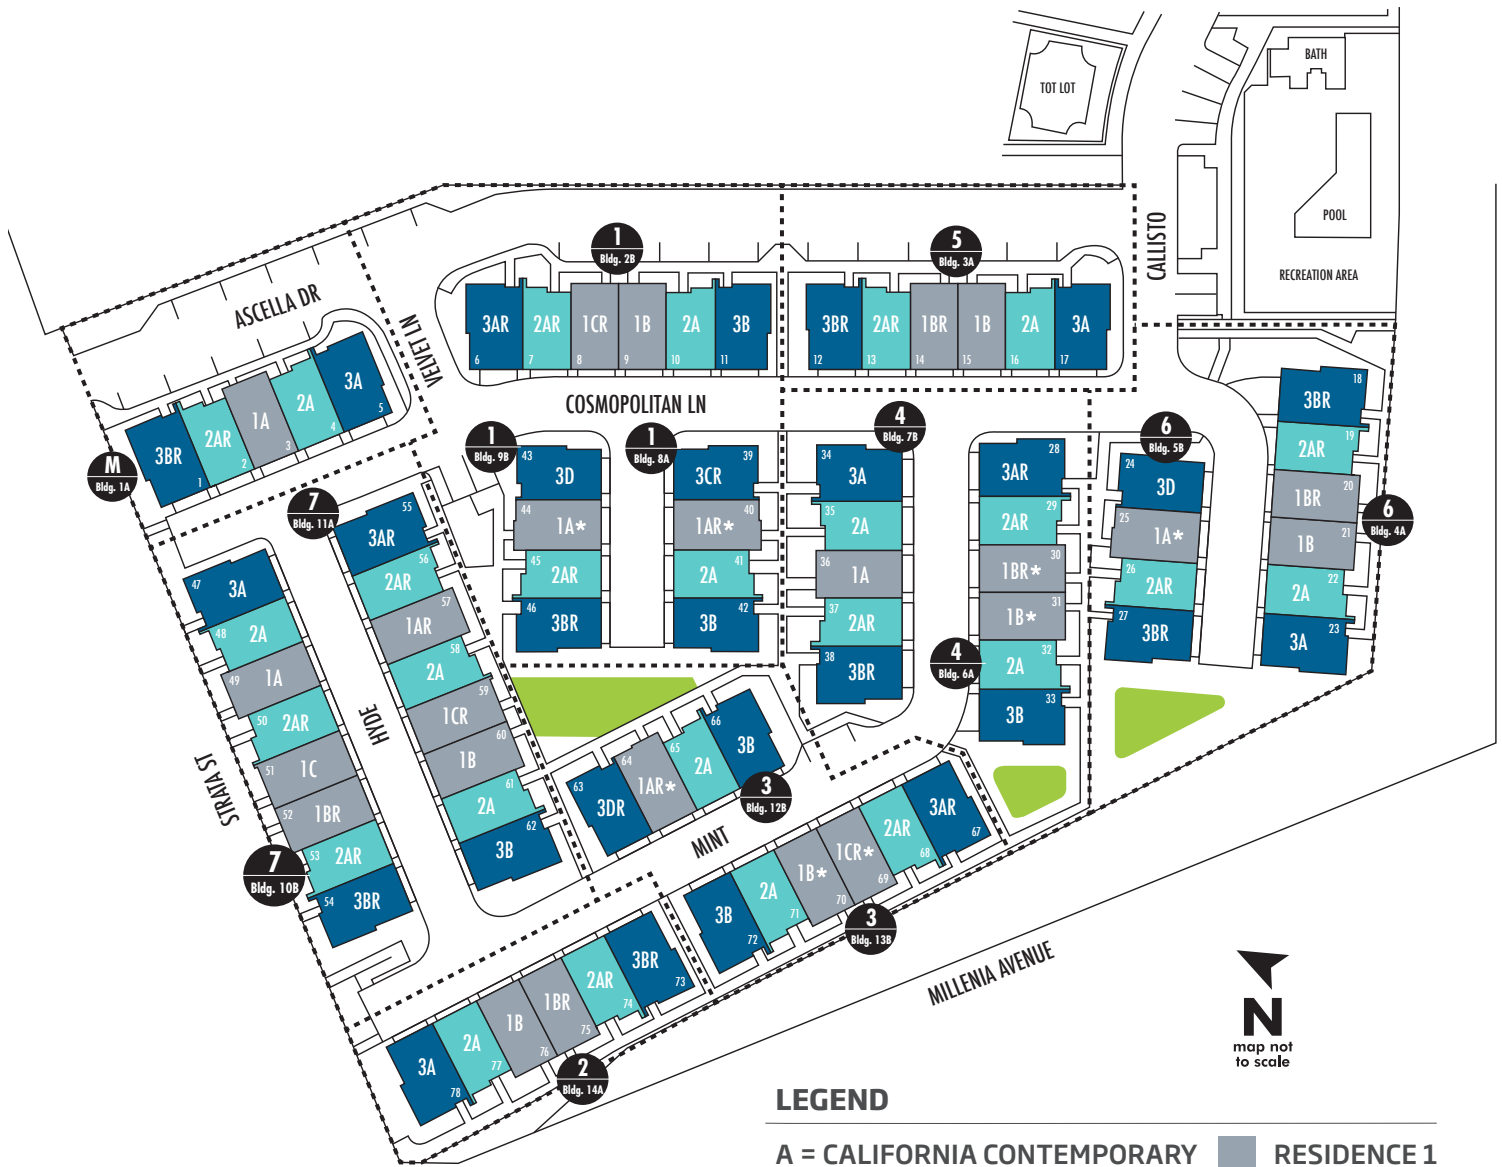 BATH
TOT LOT
POOL
RECREATION AREA
CALLISTO
ASCELLA DR
VELVET LN
COSMOPOLITAN LN
1
Bldg. 2B
5
Bldg. 3A
3AR 6
2AR 7
1CR 8
1B 9
2A 10
3B 11
3BR 12
2AR 13
1BR 14
1B 15
2A 16
3A 17
M
Bldg. 1A
3BR 1
2AR 2
1A 3
2A 4
3A 5
1
Bldg. 9B
43 3D
44 1A*
45 2AR
46 3BR
1
Bldg. 8A
39 3CR
40 1AR*
41 2A
42 3B
4
Bldg. 7B
34 3A
35 2A
36 1A
37 2AR
38 3BR
4
Bldg. 6A
28 3AR
29 2AR
30 1BR*
31 1B*
32 2A
33 3B
6
Bldg. 5B
24 3D
25 1A*
26 2AR
27 3BR
6
Bldg. 4A
18 3BR
19 2AR
20 1BR
21 1B
22 2A
23 3A
7
Bldg. 11A
55 3AR
56 2AR
57 1AR
58 2A
59 1CR
60 1B
61 2A
62 3B
7
Bldg. 10B
47 3A
48 2A
49 1A
50 2AR
51 1C
52 1BR
53 2AR
54 3BR
STRATA ST
HYDE
MINT
3
Bldg. 12B
63 3DR
64 1AR*
65 2A
66 3B
3
Bldg. 13B
3AR 67
2AR 68
1CR* 69
1B* 70
2A 71
3B 72
2
Bldg. 14A
3BR 73
2AR 74
1BR 75
1B 76
2A 77
3A 78
MILLENIA AVENUE
N
map not
to scale
LEGEND
A = CALIFORNIA CONTEMPORARY RESIDENCE 1